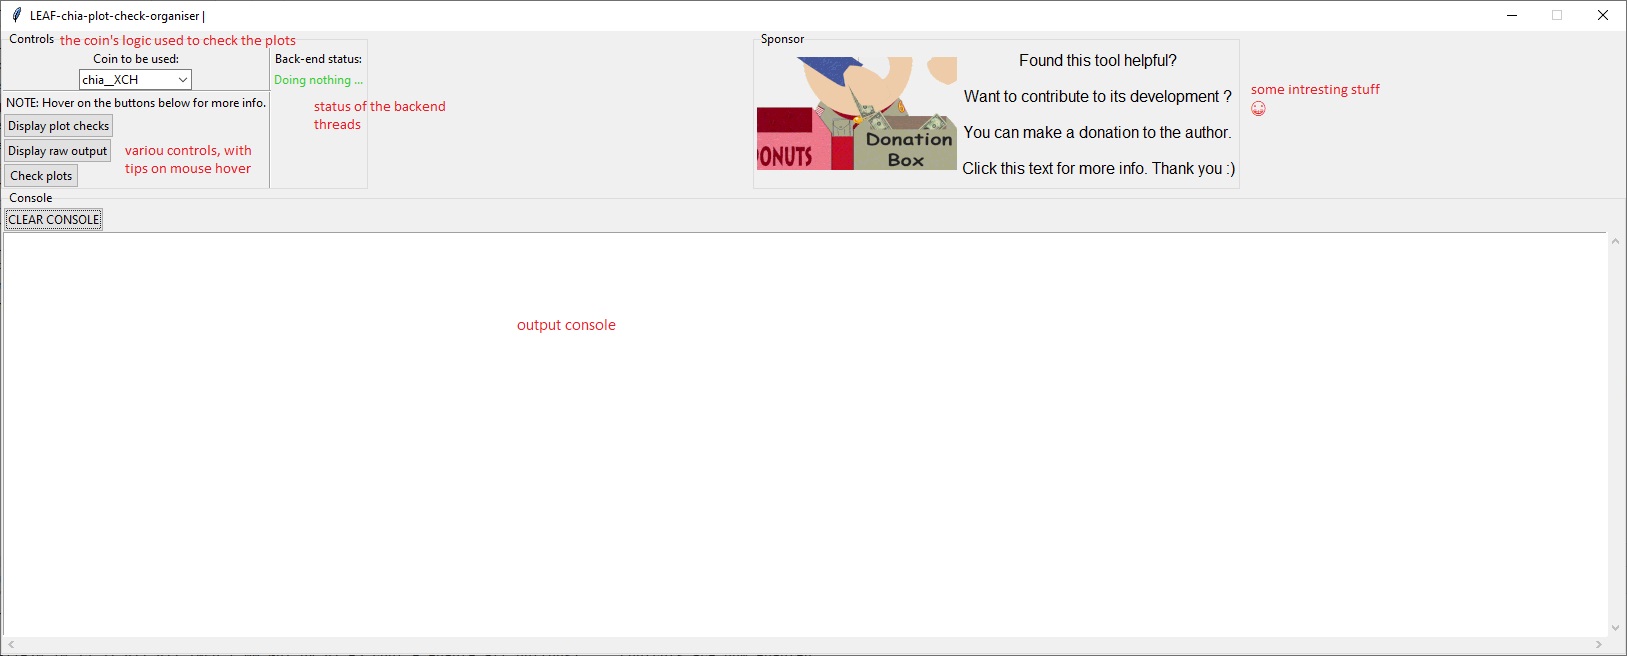 LEAF-chia-plot-check-organiser |
Controls
the coin's logic used to check the plots
Coin to be used:
chia__XCH
Back-end status:
Doing nothing ...
status of the backend
threads
NOTE: Hover on the buttons below for more info.
Display plot checks
Display raw output
Check plots
variou controls, with
tips on mouse hover
Sponsor
DONUTS
Donation
Box
Found this tool helpful?
Want to contribute to its development ?
You can make a donation to the author.
Click this text for more info. Thank you :)
some intresting stuff
😀
Console
CLEAR CONSOLE
output console